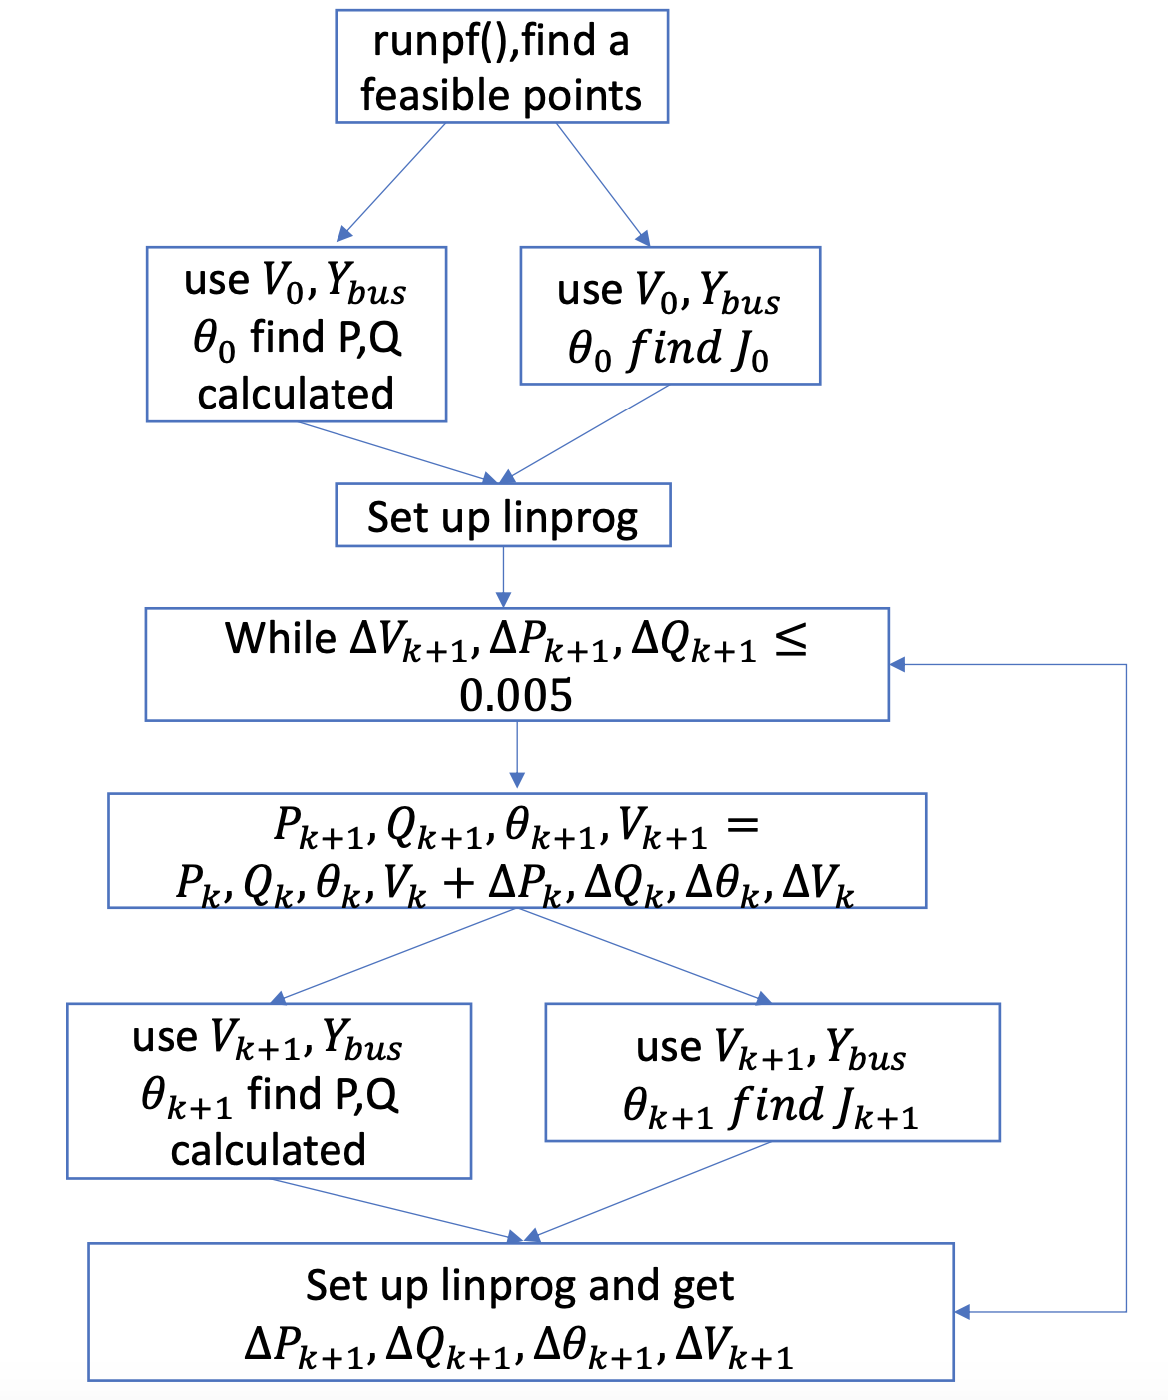 runpf(),find a
feasible points
use V₀, Y_bus
θ₀ find P,Q
calculated
use V₀, Y_bus
θ₀ find J₀
Set up linprog
While ΔV_{k+1}, ΔP_{k+1}, ΔQ_{k+1} ≤
0.005
P_{k+1}, Q_{k+1}, θ_{k+1}, V_{k+1} =
P_k, Q_k, θ_k, V_k + ΔP_k, ΔQ_k, Δθ_k, ΔV_k
use V_{k+1}, Y_bus
θ_{k+1} find P,Q
calculated
use V_{k+1}, Y_bus
θ_{k+1} find J_{k+1}
Set up linprog and get
ΔP_{k+1}, ΔQ_{k+1}, Δθ_{k+1}, ΔV_{k+1}